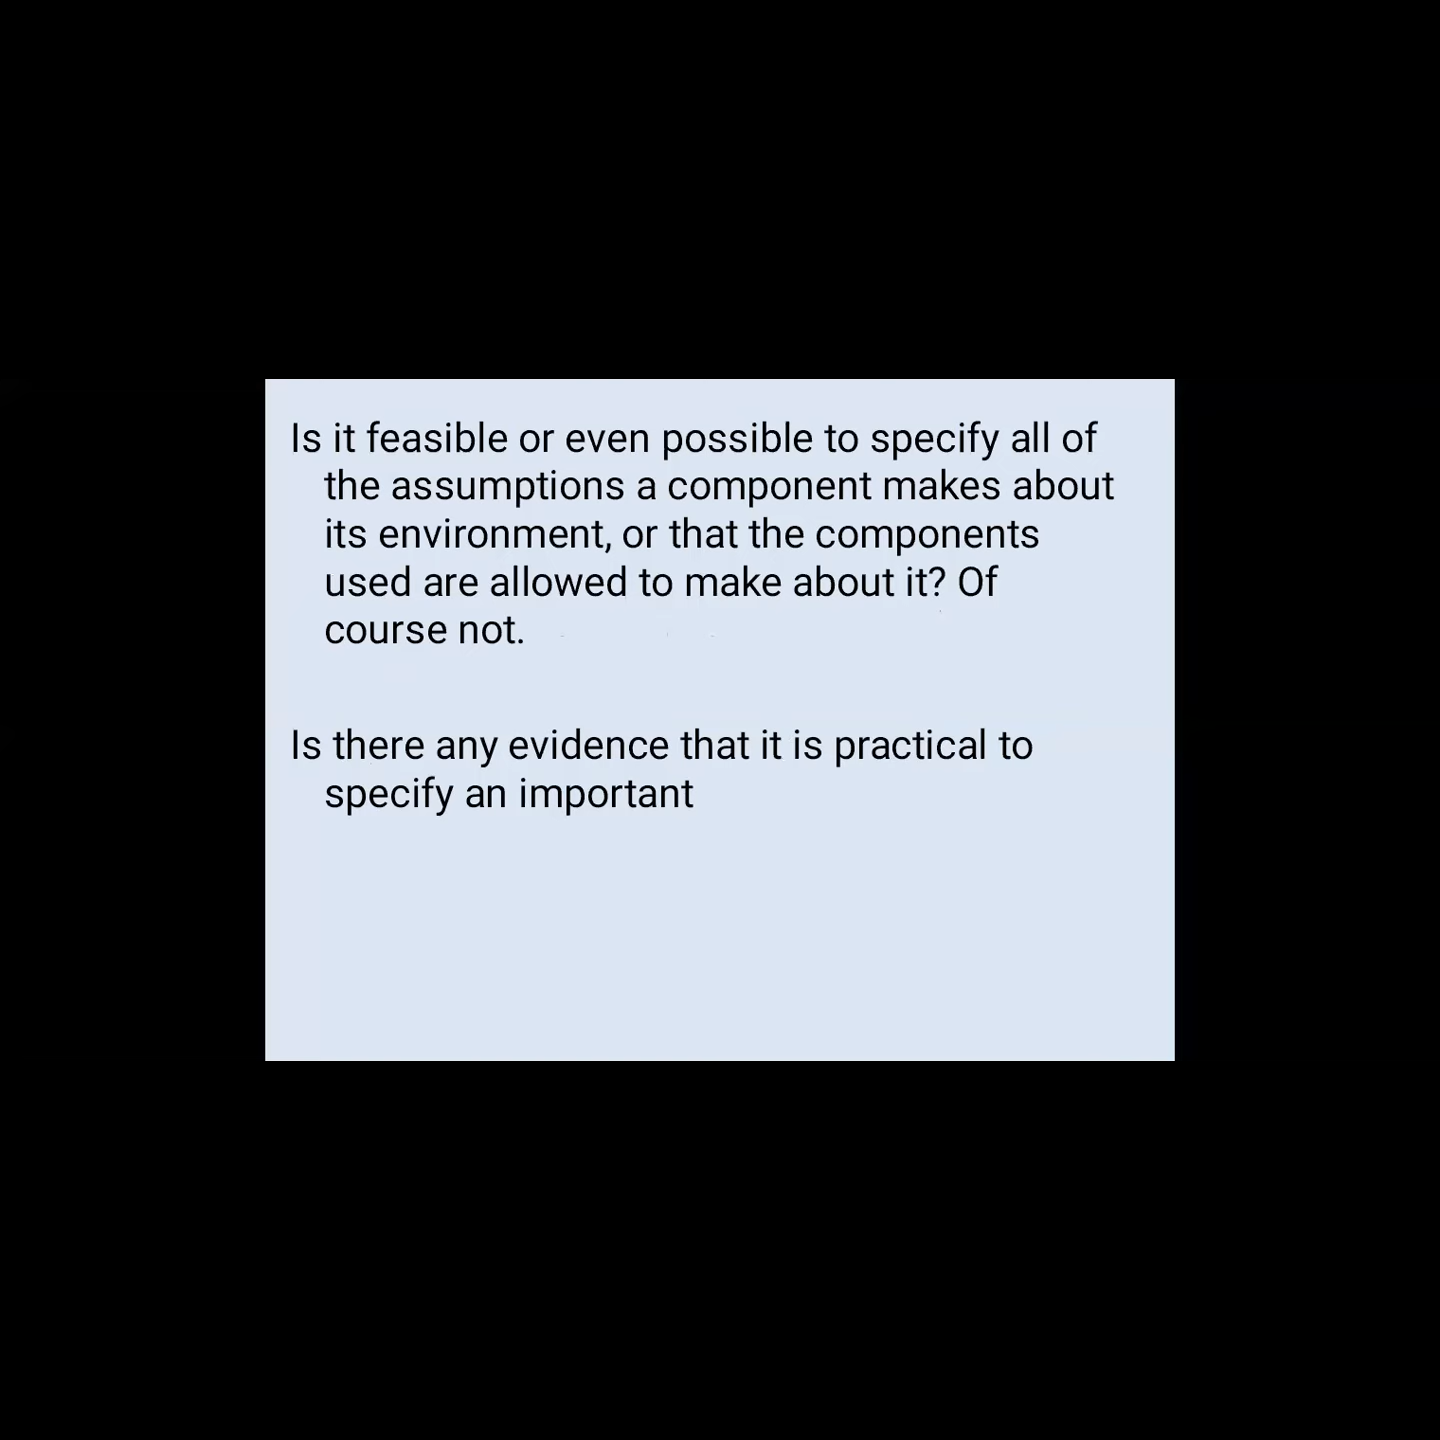 Is it feasible or even possible to specify all of
the assumptions a component makes about
its environment, or that the components
used are allowed to make about it? Of
course not.
Is there any evidence that it is practical to
specify an important